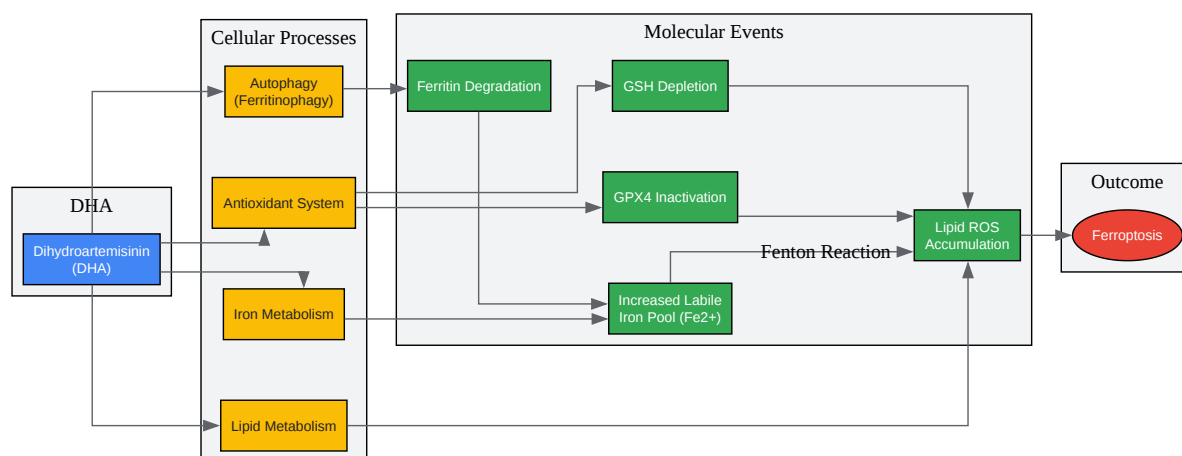 DHA
Dihydroartemisinin
(DHA)
Cellular Processes
Autophagy
(Ferritinophagy)
Antioxidant System
Iron Metabolism
Lipid Metabolism
Molecular Events
Ferritin Degradation
GSH Depletion
GPX4 Inactivation
Fenton Reaction
Increased Labile
Iron Pool (Fe2+)
Lipid ROS
Accumulation
Outcome
Ferroptosis